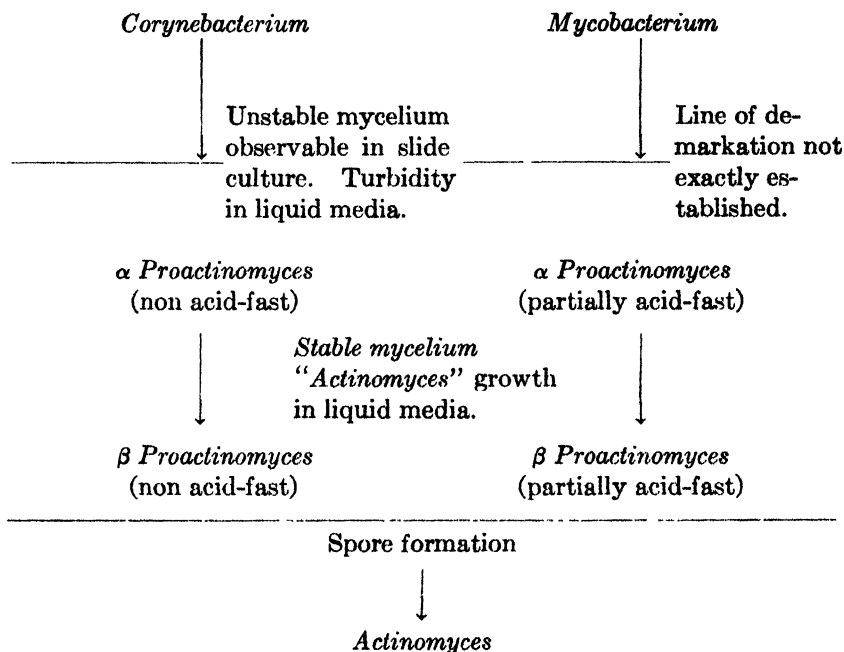 Corynebacterium
Mycobacterium
Unstable mycelium
observable in slide
culture. Turbidity
in liquid media.
Line of de-
markation not
exactly es-
tablished.
α Proactinomyces
(non acid-fast)
α Proactinomyces
(partially acid-fast)
Stable mycelium
“Actinomyces” growth
in liquid media.
β Proactinomyces
(non acid-fast)
β Proactinomyces
(partially acid-fast)
Spore formation
Actinomyces